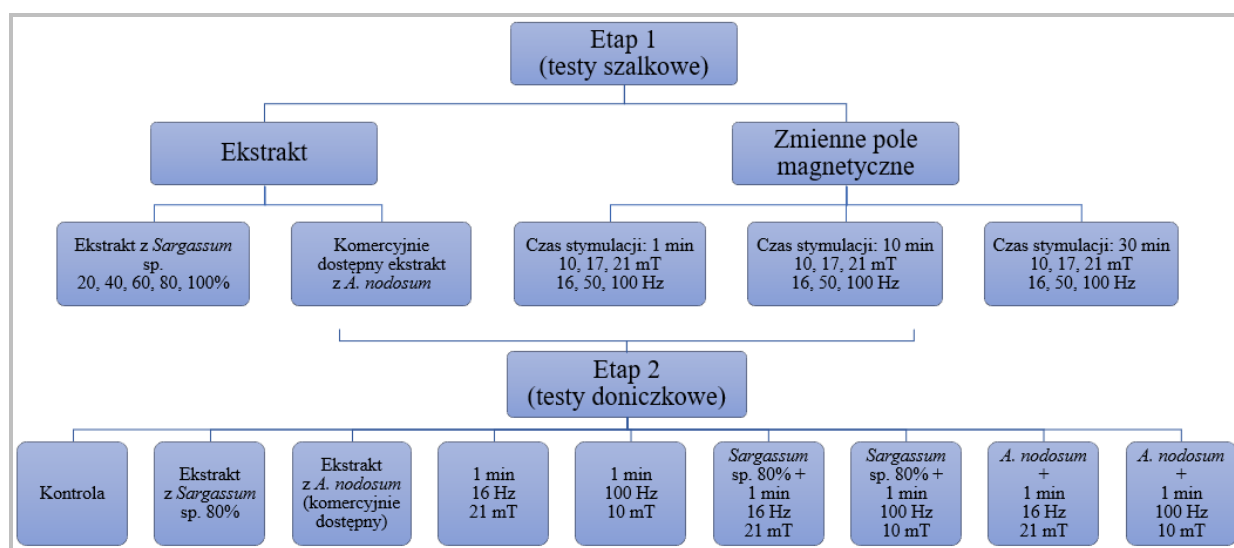 Etap 1
(testy szalkowe)
Ekstrakt
Zmienne pole
magnetyczne
Ekstrakt z Sargassum
sp.
20, 40, 60, 80, 100%
Komercyjnie
dostępny ekstrakt
z A. nodosum
Czas stymulacji: 1 min
10, 17, 21 mT
16, 50, 100 Hz
Czas stymulacji: 10 min
10, 17, 21 mT
16, 50, 100 Hz
Czas stymulacji: 30 min
10, 17, 21 mT
16, 50, 100 Hz
Etap 2
(testy doniczkowe)
Kontrola
Ekstrakt
z Sargassum
sp. 80%
Ekstrakt
z A. nodosum
(komercyjnie
dostępny)
1 min
16 Hz
21 mT
1 min
100 Hz
10 mT
Sargassum
sp. 80% +
1 min
16 Hz
21 mT
Sargassum
sp. 80% +
1 min
100 Hz
10 mT
A. nodosum
+
1 min
16 Hz
21 mT
A. nodosum
+
1 min
100 Hz
10 mT